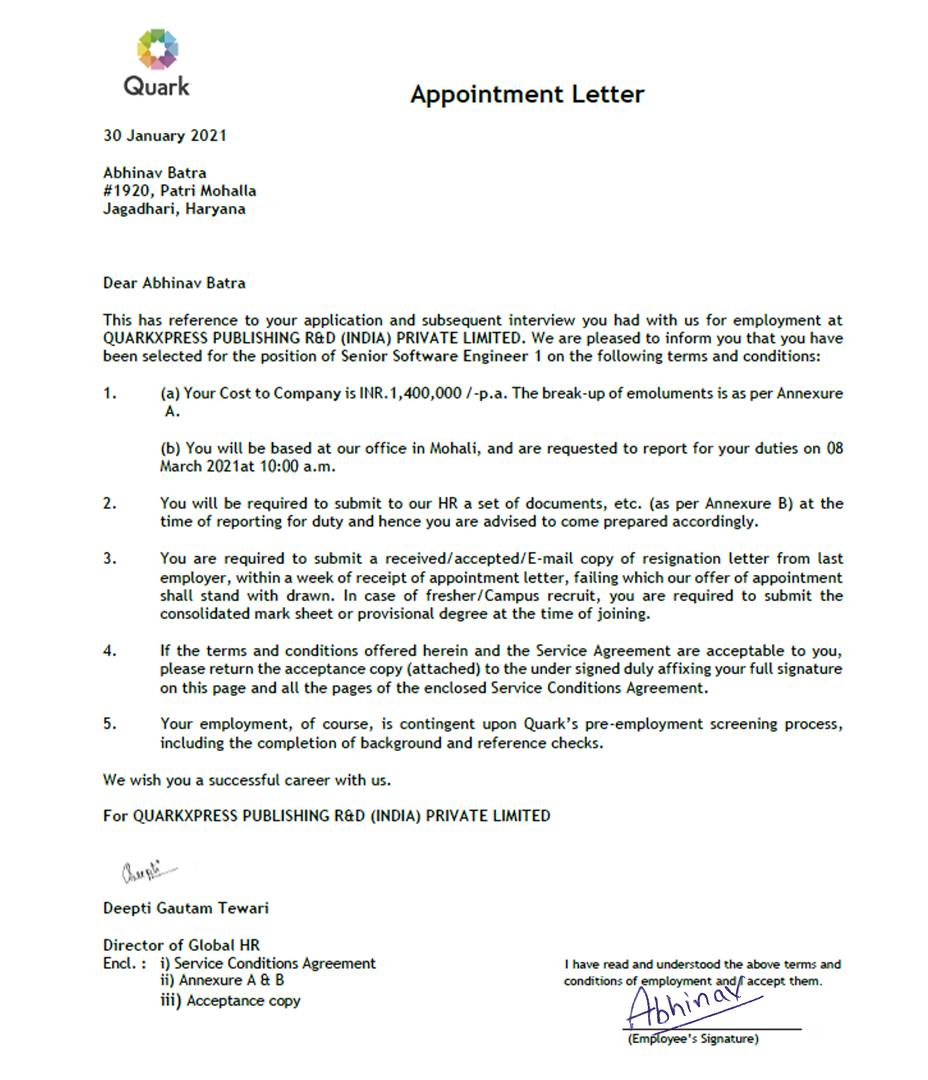 Quark
Appointment Letter
30 January 2021
Abhinav Batra
#1920, Patri Mohalla
Jagadhari, Haryana
Dear Abhinav Batra
This has reference to your application and subsequent interview you had with us for employment at
QUARKXPRESS PUBLISHING R&D (INDIA) PRIVATE LIMITED. We are pleased to inform you that you have
been selected for the position of Senior Software Engineer 1 on the following terms and conditions:
1. (a) Your Cost to Company is INR.1,400,000 /-p.a. The break-up of emoluments is as per Annexure
A.
(b) You will be based at our office in Mohali, and are requested to report for your duties on 08
March 2021at 10:00 a.m.
2. You will be required to submit to our HR a set of documents, etc. (as per Annexure B) at the
time of reporting for duty and hence you are advised to come prepared accordingly.
3. You are required to submit a received/accepted/E-mail copy of resignation letter from last
employer, within a week of receipt of appointment letter, failing which our offer of appointment
shall stand with drawn. In case of fresher/Campus recruit, you are required to submit the
consolidated mark sheet or provisional degree at the time of joining.
4. If the terms and conditions offered herein and the Service Agreement are acceptable to you,
please return the acceptance copy (attached) to the under signed duly affixing your full signature
on this page and all the pages of the enclosed Service Conditions Agreement.
5. Your employment, of course, is contingent upon Quark's pre-employment screening process,
including the completion of background and reference checks.
We wish you a successful career with us.
For QUARKXPRESS PUBLISHING R&D (INDIA) PRIVATE LIMITED
Deepti
Deepti Gautam Tewari
Director of Global HR
Encl. : i) Service Conditions Agreement
ii) Annexure A & B
iii) Acceptance copy
I have read and understood the above terms and
conditions of employment and I accept them.
Abhinav
(Employee's Signature)